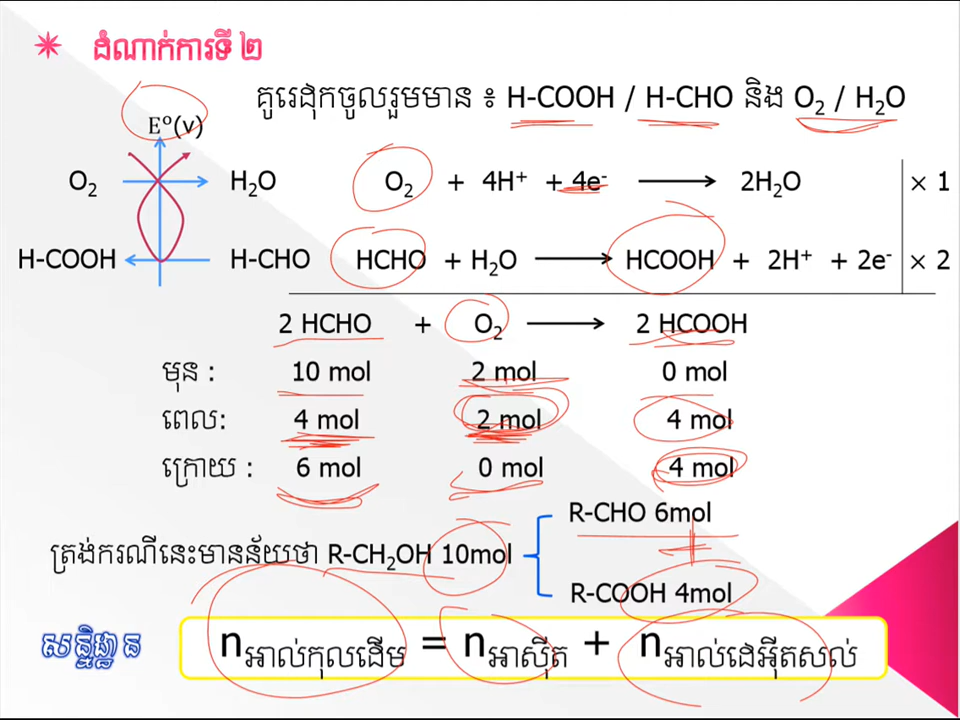 ដំណាក់ការទី ២
គូរេដុកចូលរួមមាន ៖ H-COOH / H-CHO និង O₂ / H₂O
E°(v)
O₂ H₂O O₂ + 4H⁺ + 4e⁻ ⟶ 2H₂O × 1
H-COOH H-CHO HCHO + H₂O ⟶ HCOOH + 2H⁺ + 2e⁻ × 2
2 HCHO + O₂ ⟶ 2 HCOOH
មុន : 10 mol 2 mol 0 mol
ពេល: 4 mol 2 mol 4 mol
ក្រោយ : 6 mol 0 mol 4 mol
R-CHO 6mol
ត្រង់ករណីនេះមានន័យថា R-CH₂OH 10mol
R-COOH 4mol
សន្និដ្ឋាន nអាល់កុលដើម = nអាស៊ីត + nអាល់ដេអ៊ីតសល់